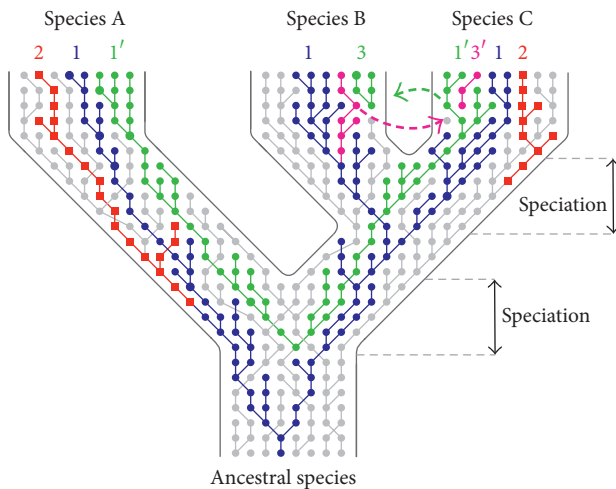 Species A Species B Species C
2 1 1′ 1 3 1′ 3′ 1 2
Speciation
Speciation
Ancestral species